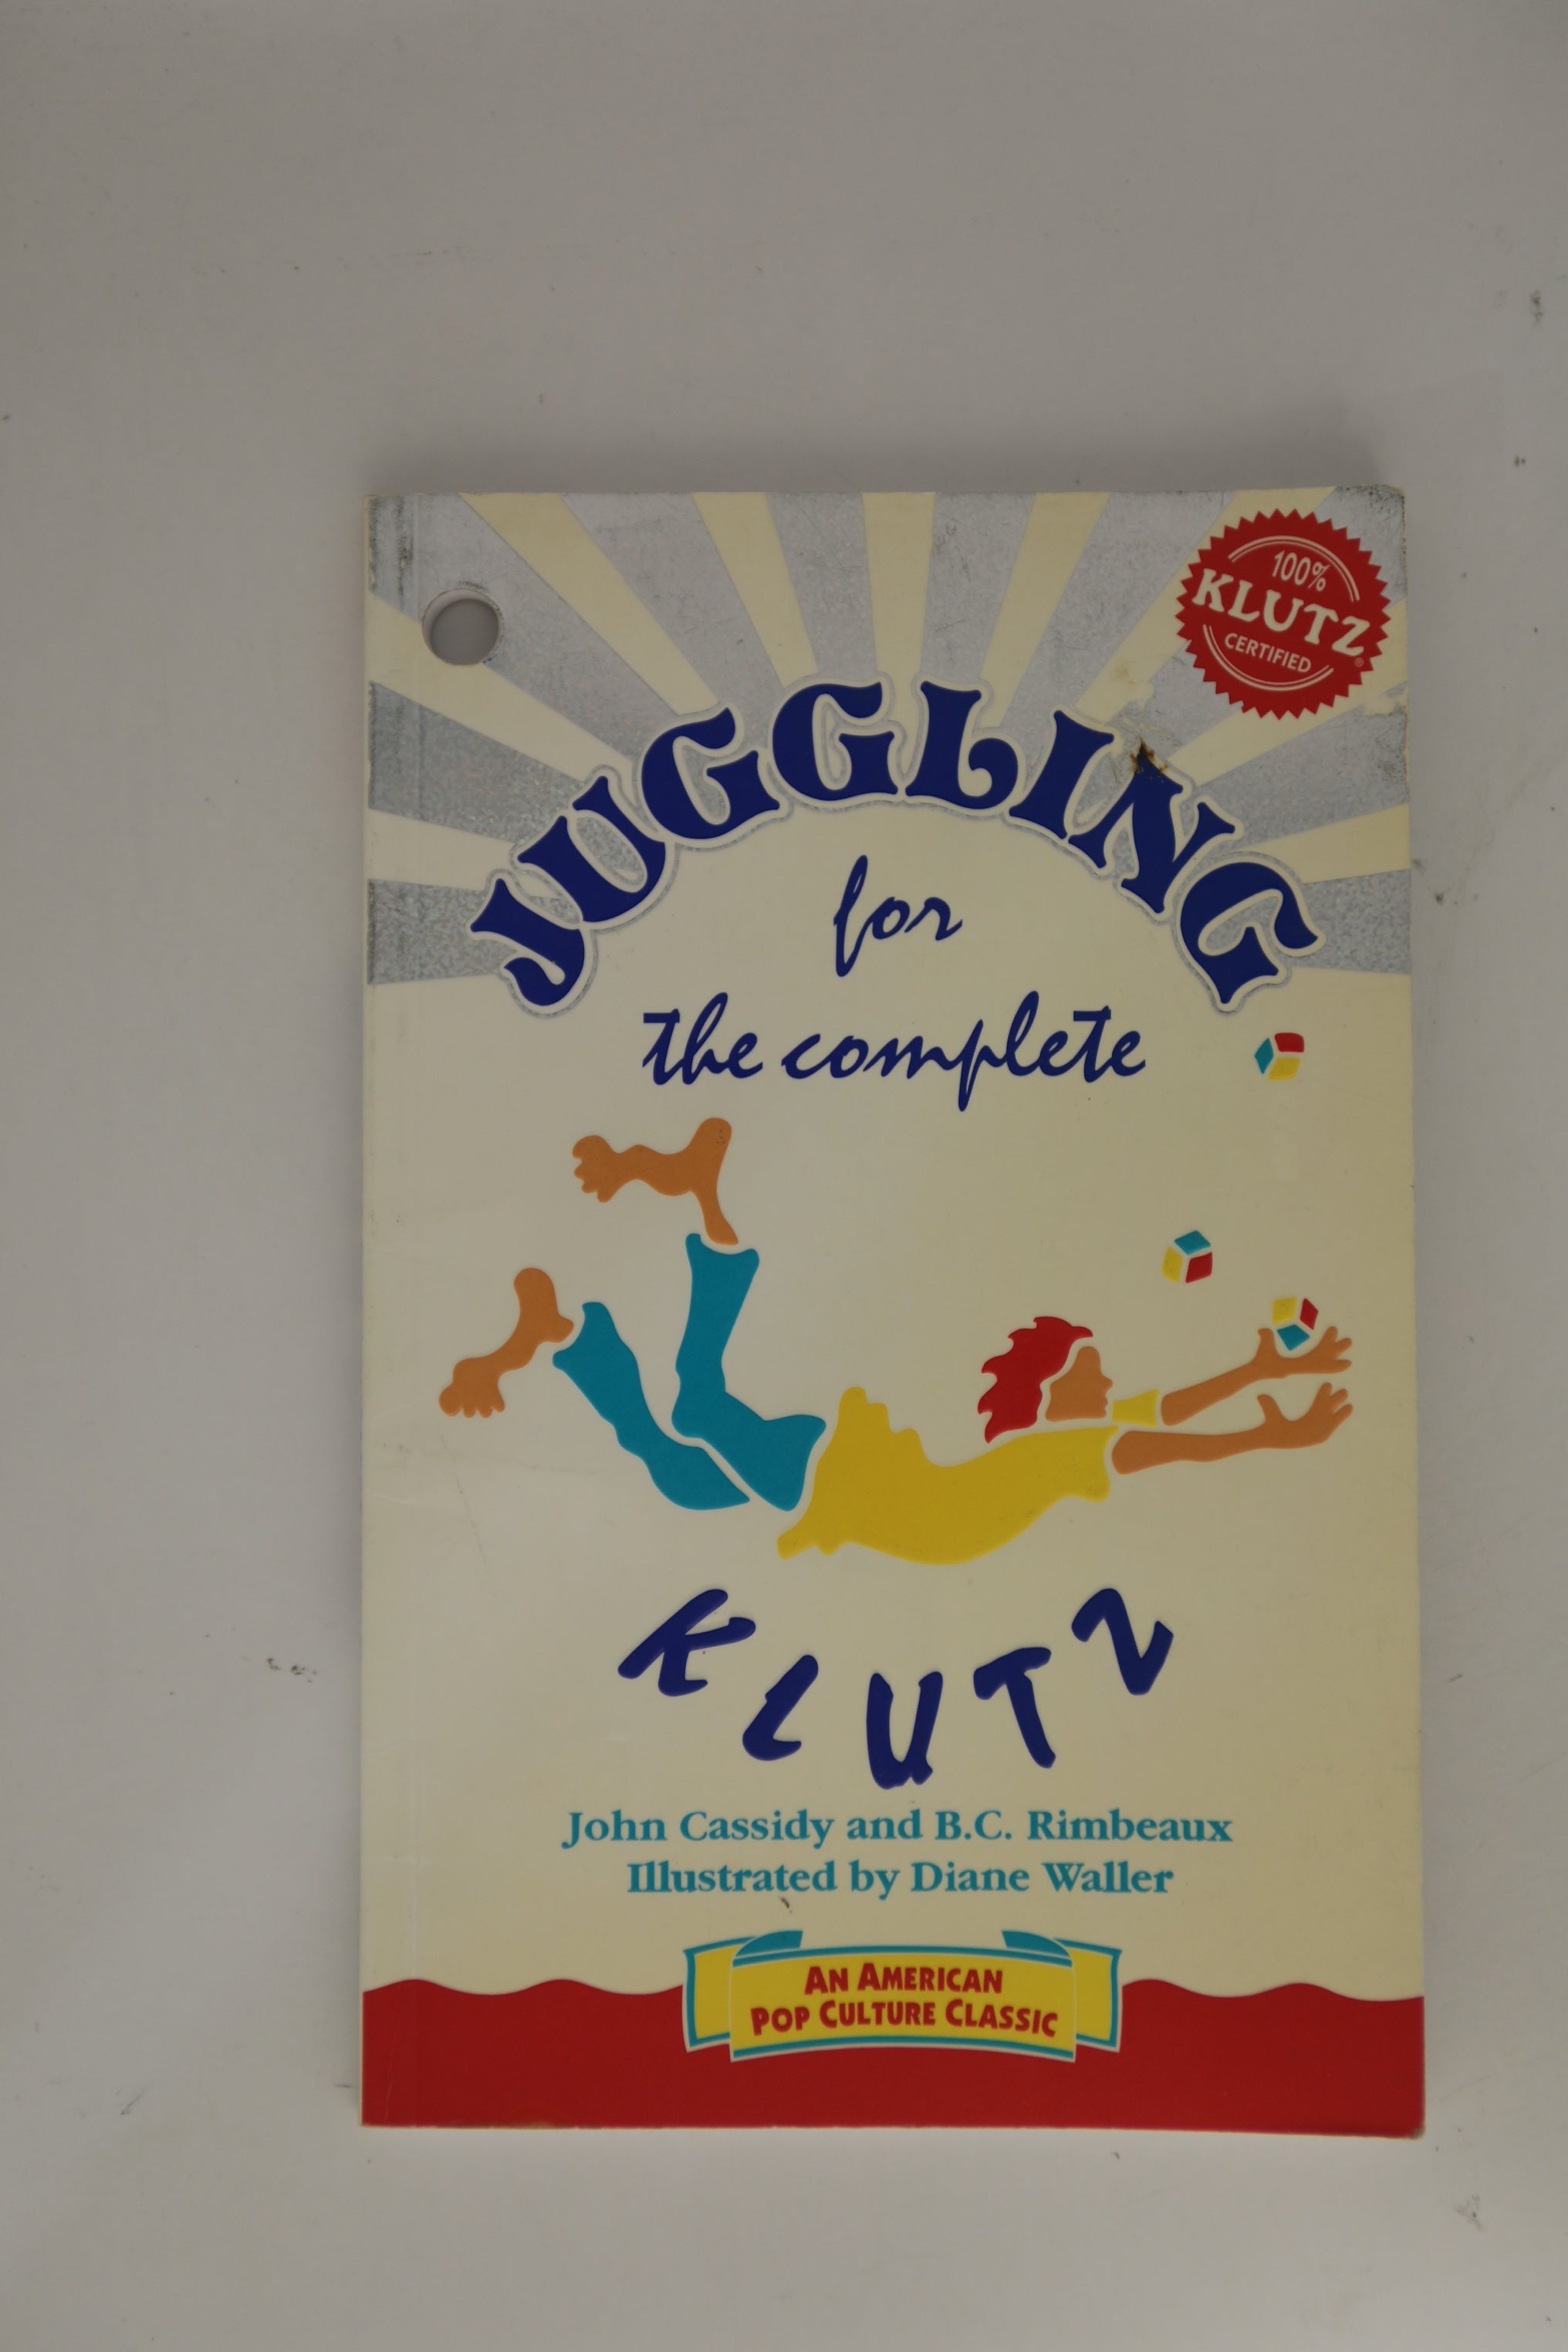 100%
KLUTZ®
CERTIFIED
JUGGLING
for
the complete
KLUTZ
John Cassidy and B.C. Rimbeaux
Illustrated by Diane Waller
AN AMERICAN
POP CULTURE CLASSIC